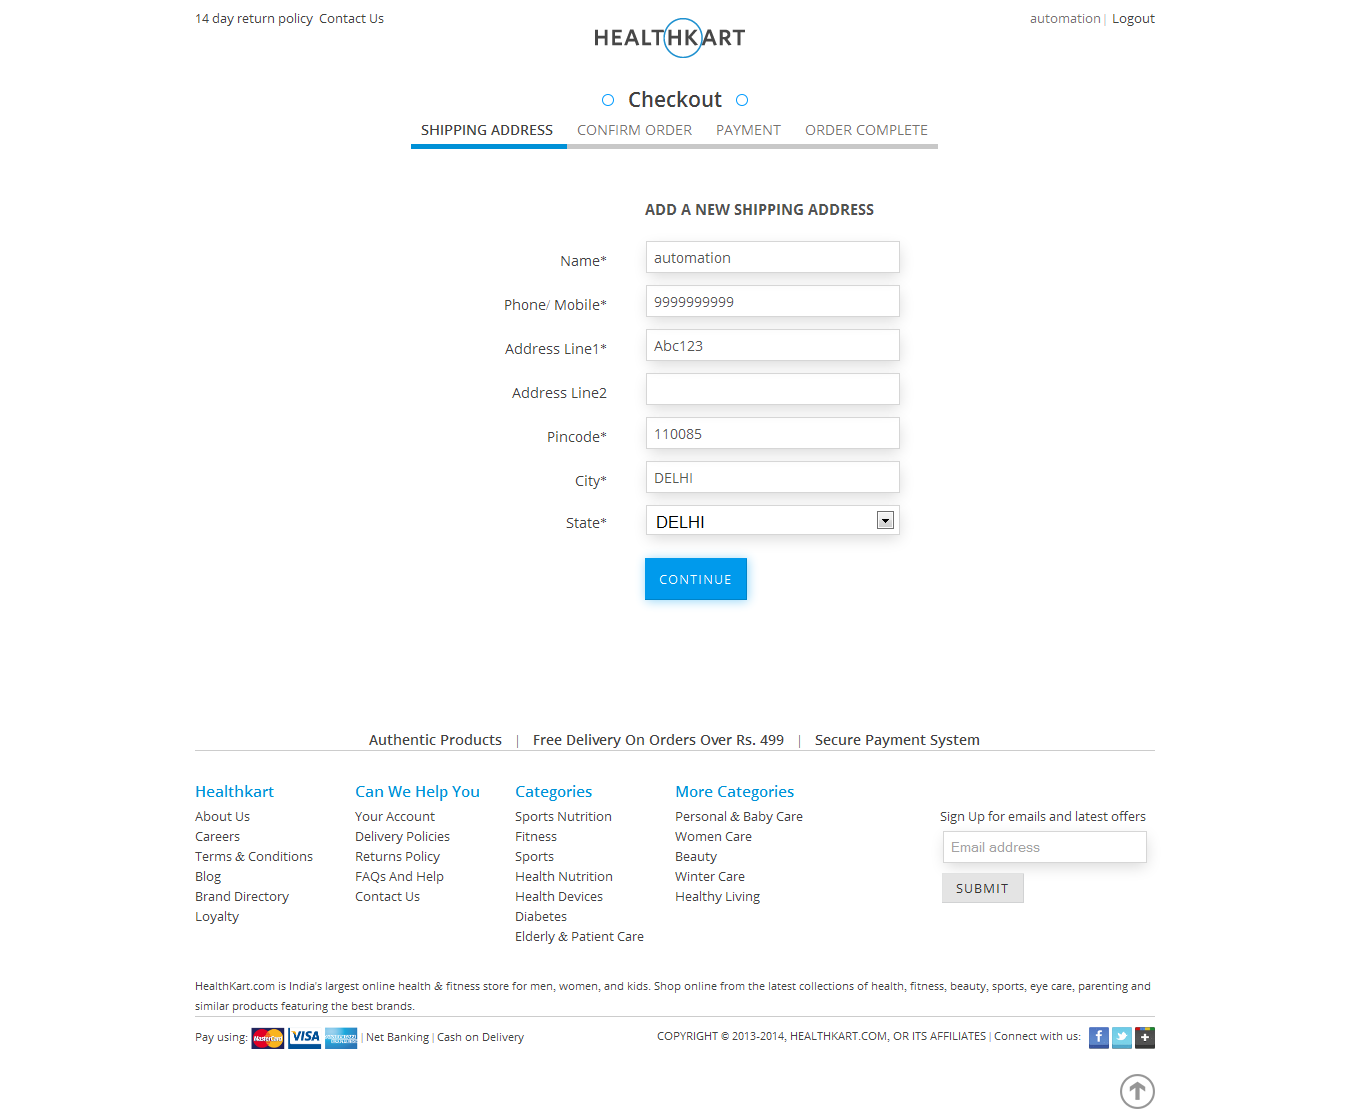 14 day return policy Contact Us
automation | Logout
HEALTHKART
Checkout
SHIPPING ADDRESS CONFIRM ORDER PAYMENT ORDER COMPLETE
ADD A NEW SHIPPING ADDRESS
Name* automation
Phone/ Mobile* 9999999999
Address Line1* Abc123
Address Line2
Pincode* 110085
City* DELHI
State* DELHI
CONTINUE
Authentic Products | Free Delivery On Orders Over Rs. 499 | Secure Payment System
Healthkart
About Us
Careers
Terms & Conditions
Blog
Brand Directory
Loyalty
Can We Help You
Your Account
Delivery Policies
Returns Policy
FAQs And Help
Contact Us
Categories
Sports Nutrition
Fitness
Sports
Health Nutrition
Health Devices
Diabetes
Elderly & Patient Care
More Categories
Personal & Baby Care
Women Care
Beauty
Winter Care
Healthy Living
Sign Up for emails and latest offers
Email address
SUBMIT
HealthKart.com is India's largest online health & fitness store for men, women, and kids. Shop online from the latest collections of health, fitness, beauty, sports, eye care, parenting and
similar products featuring the best brands.
Pay using: MasterCard VISA AMERICAN EXPRESS | Net Banking | Cash on Delivery
COPYRIGHT © 2013-2014, HEALTHKART.COM, OR ITS AFFILIATES | Connect with us: f